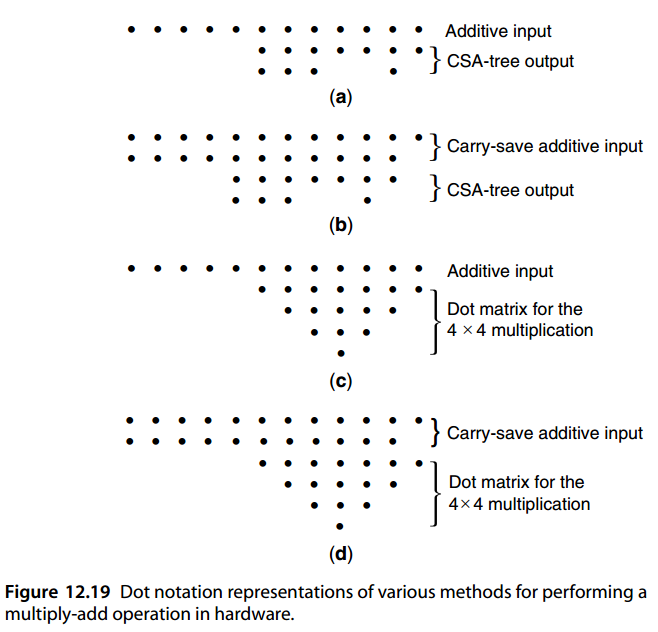 Additive input
CSA-tree output
(a)
Carry-save additive input
CSA-tree output
(b)
Additive input
Dot matrix for the
4 × 4 multiplication
(c)
Carry-save additive input
Dot matrix for the
4×4 multiplication
(d)
Figure 12.19 Dot notation representations of various methods for performing a
multiply-add operation in hardware.